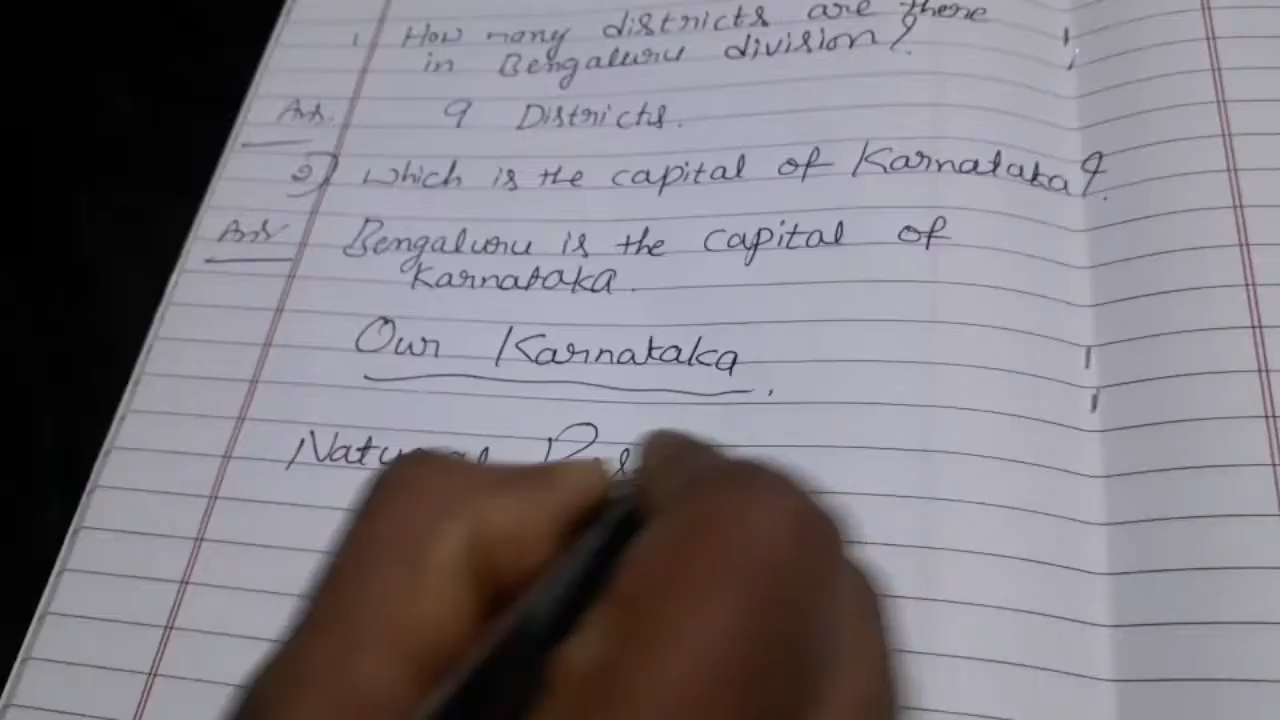 1 How many districts are there
in Bengaluru division?
Ans. 9 Districts.
2) which is the capital of Karnataka?
Ans Bengaluru is the capital of
Karnataka.
Our Karnataka